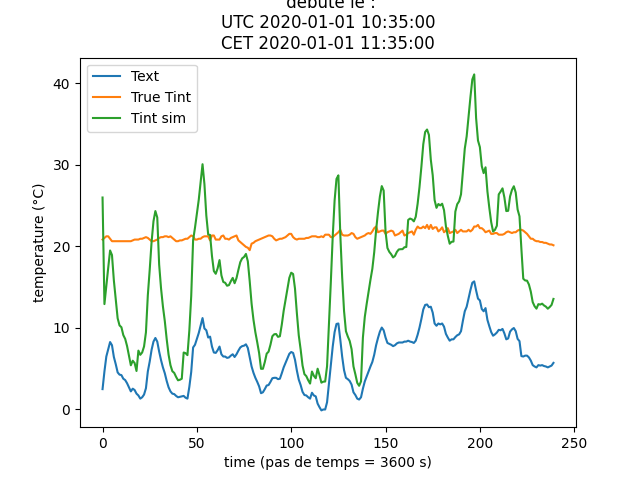 débute le :
UTC 2020-01-01 10:35:00
CET 2020-01-01 11:35:00
Text
True Tint
Tint sim
temperature (°C)
40
30
20
10
0
0 50 100 150 200 250
time (pas de temps = 3600 s)